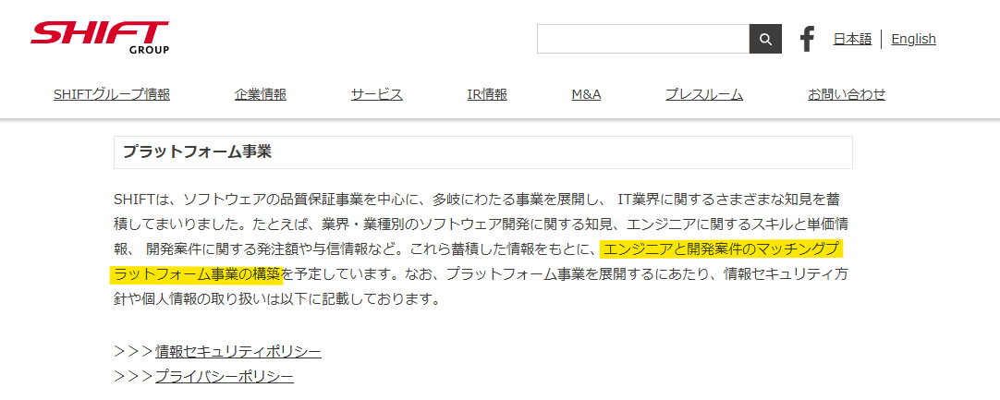 SHIFT
GROUP
日本語
English
SHIFTグループ情報
企業情報
サービス
IR情報
M&A
プレスルーム
お問い合わせ
プラットフォーム事業
SHIFTは、ソフトウェアの品質保証事業を中心に、多岐にわたる事業を展開し、 IT業界に関するさまざまな知見を蓄
積してまいりました。たとえば、業界・業種別のソフトウェア開発に関する知見、エンジニアに関するスキルと単価情
報、 開発案件に関する発注額や与信情報など。これら蓄積した情報をもとに、エンジニアと開発案件のマッチングプ
ラットフォーム事業の構築を予定しています。なお、プラットフォーム事業を展開するにあたり、情報セキュリティ方
針や個人情報の取り扱いは以下に記載しております。
＞＞＞情報セキュリティポリシー
＞＞＞プライバシーポリシー